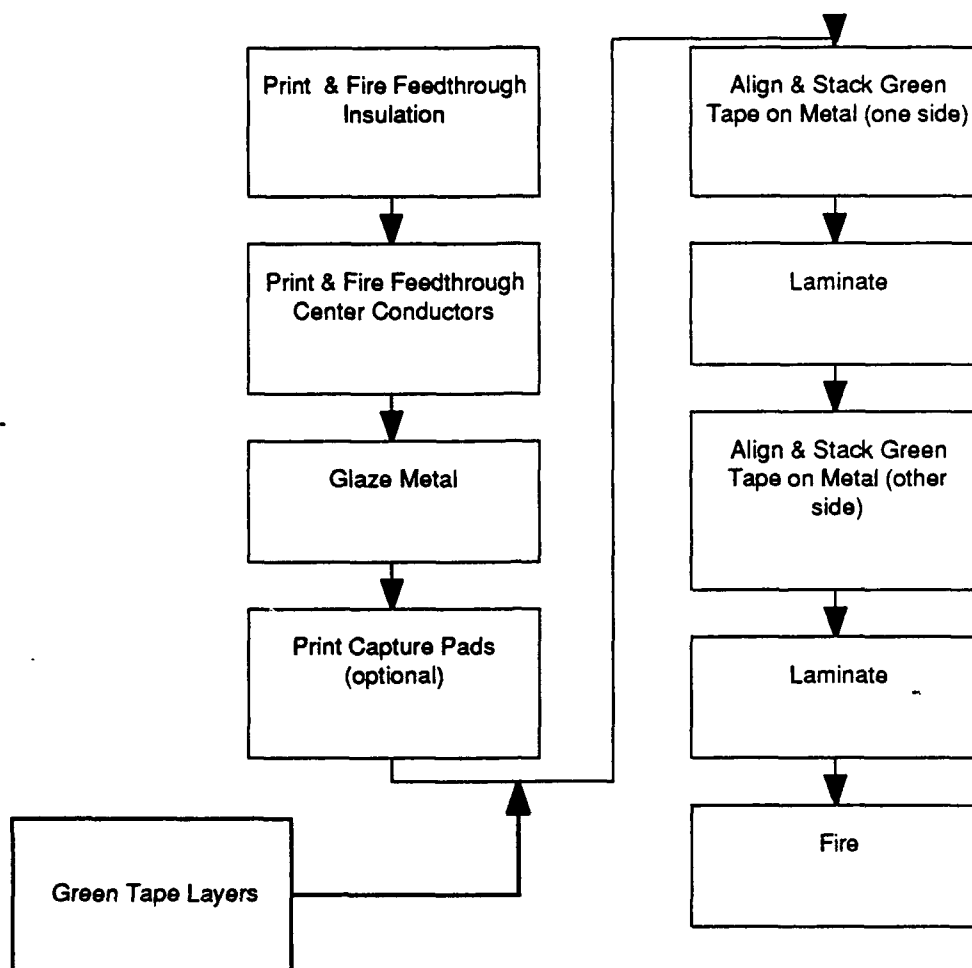 Print & Fire Feedthrough
Insulation
Print & Fire Feedthrough
Center Conductors
Glaze Metal
Print Capture Pads
(optional)
Green Tape Layers
Align & Stack Green
Tape on Metal (one side)
Laminate
Align & Stack Green
Tape on Metal (other
side)
Laminate
Fire